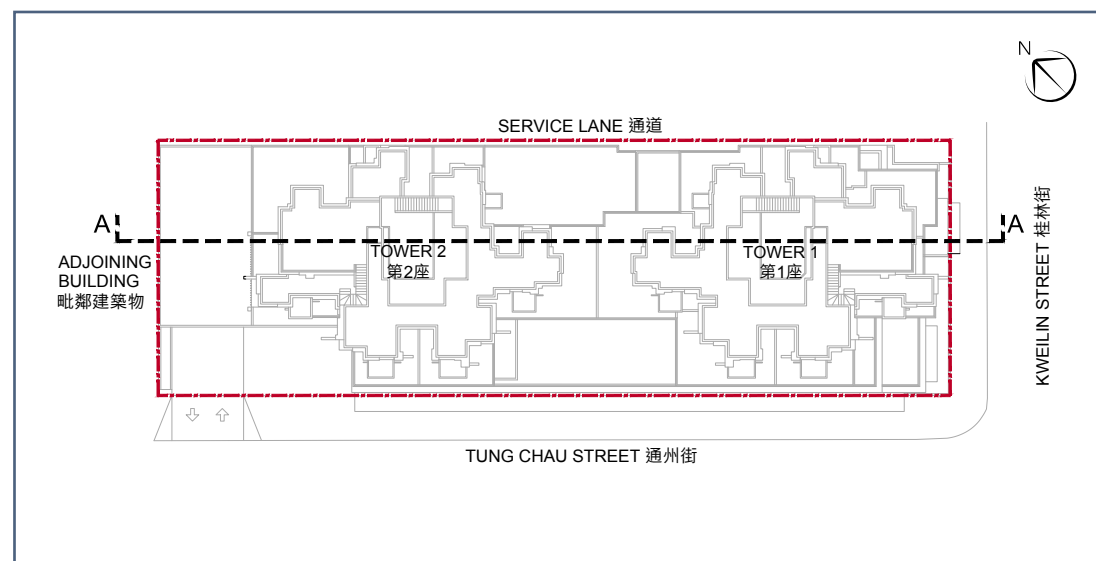 N
SERVICE LANE 通道
A
A
TOWER 2
第2座
TOWER 1
第1座
ADJOINING
BUILDING
毗鄰建築物
KWEILIN STREET 桂林街
TUNG CHAU STREET 通州街